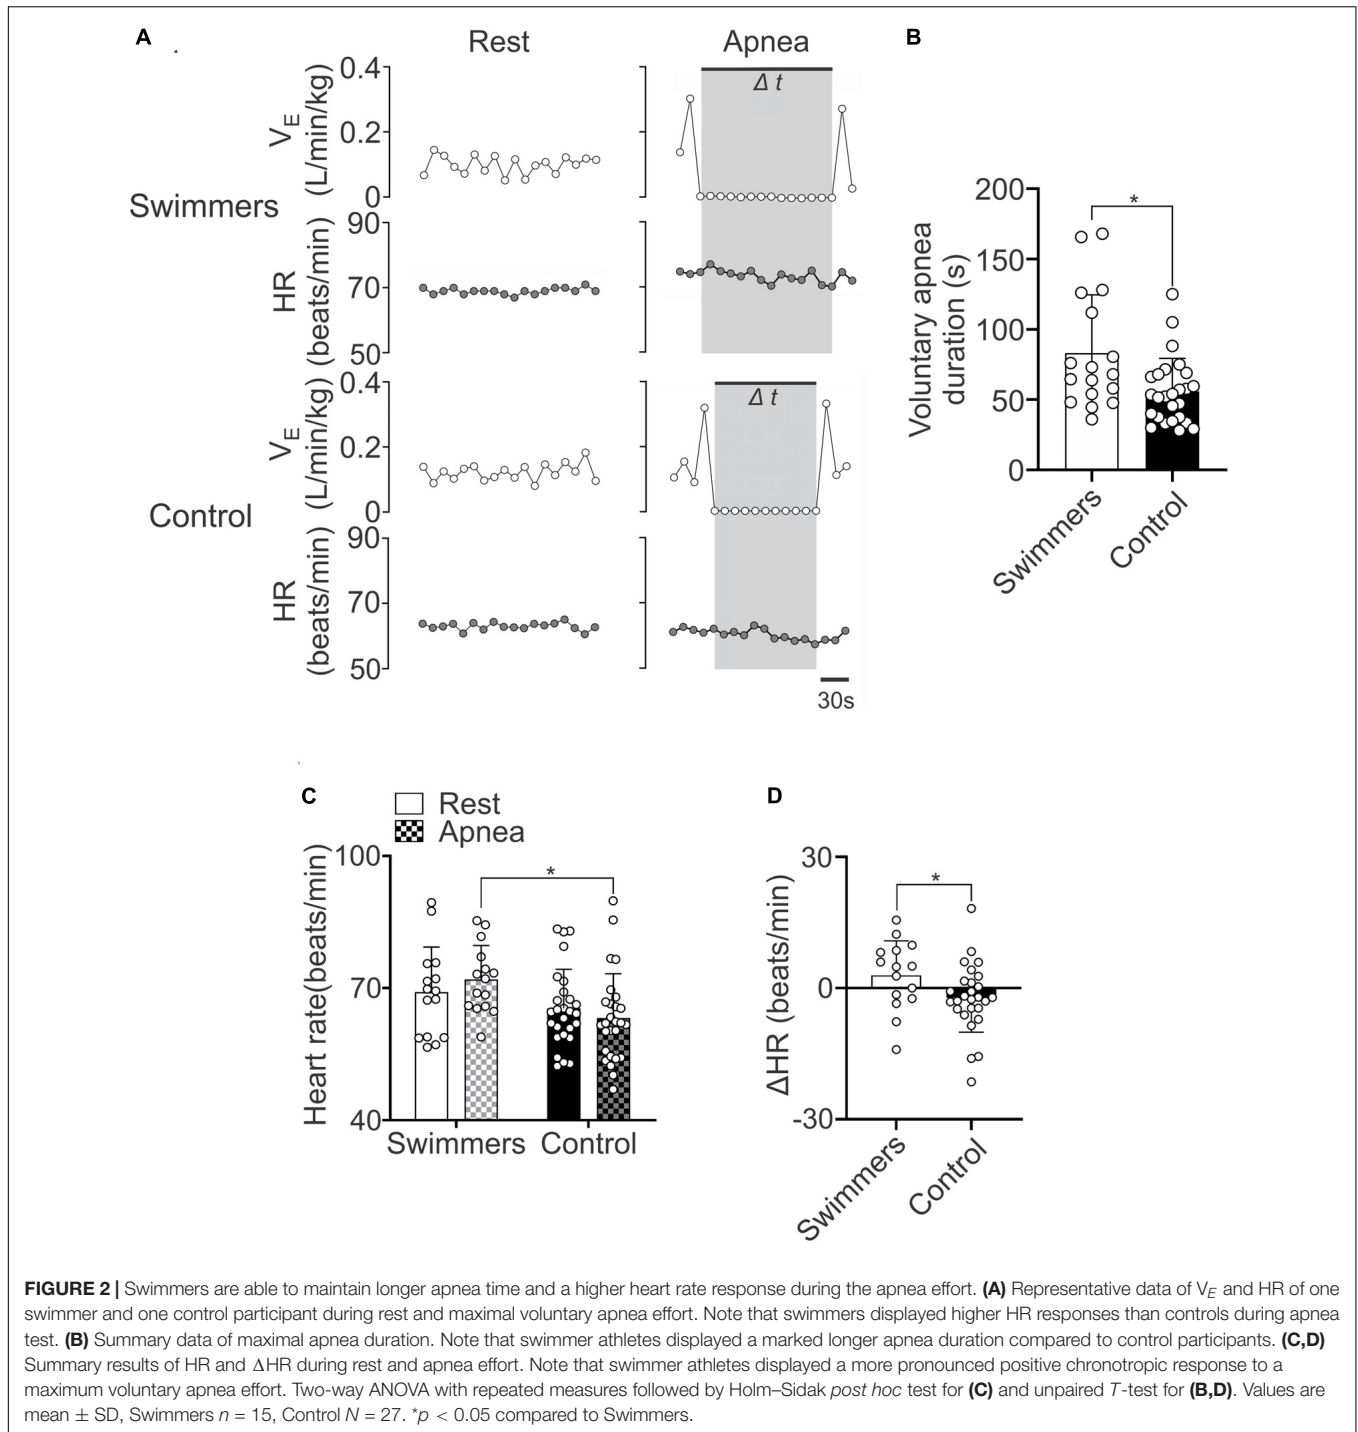 A
Rest
Apnea
B
Swimmers
V_E
(L/min/kg)
0.4
0.2
0
Δ t
HR
(beats/min)
90
70
50
Control
V_E
(L/min/kg)
0.4
0.2
0
Δ t
HR
(beats/min)
90
70
50
30s
Voluntary apnea
duration (s)
200
150
100
50
0
*
Swimmers
Control
C
Rest
Apnea
Heart rate(beats/min)
100
70
40
*
Swimmers
Control
D
ΔHR (beats/min)
30
0
-30
*
Swimmers
Control
FIGURE 2 | Swimmers are able to maintain longer apnea time and a higher heart rate response during the apnea effort. (A) Representative data of V_E and HR of one
swimmer and one control participant during rest and maximal voluntary apnea effort. Note that swimmers displayed higher HR responses than controls during apnea
test. (B) Summary data of maximal apnea duration. Note that swimmer athletes displayed a marked longer apnea duration compared to control participants. (C,D)
Summary results of HR and ΔHR during rest and apnea effort. Note that swimmer athletes displayed a more pronounced positive chronotropic response to a
maximum voluntary apnea effort. Two-way ANOVA with repeated measures followed by Holm–Sidak post hoc test for (C) and unpaired T-test for (B,D). Values are
mean ± SD, Swimmers n = 15, Control N = 27. *p < 0.05 compared to Swimmers.